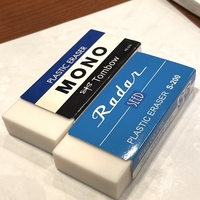 PLASTIC ERASER
MONO
Tombow
Radar
SEED
PLASTIC ERASER S-200